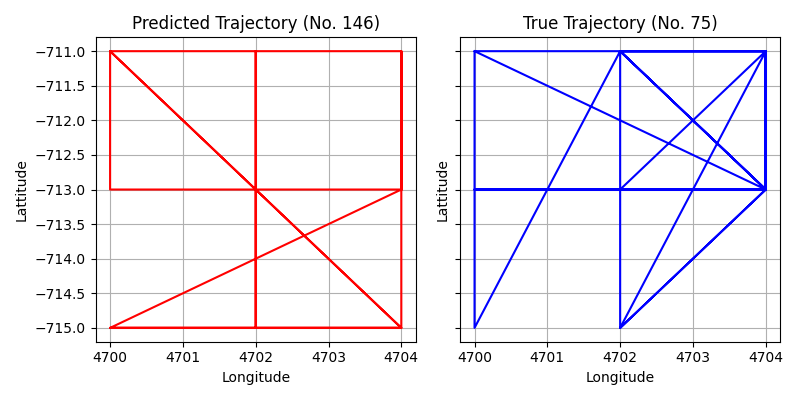 Predicted Trajectory (No. 146)
−711.0
−711.5
−712.0
−712.5
−713.0
−713.5
−714.0
−714.5
−715.0
Lattitude
4700 4701 4702 4703 4704
Longitude
True Trajectory (No. 75)
Lattitude
4700 4701 4702 4703 4704
Longitude